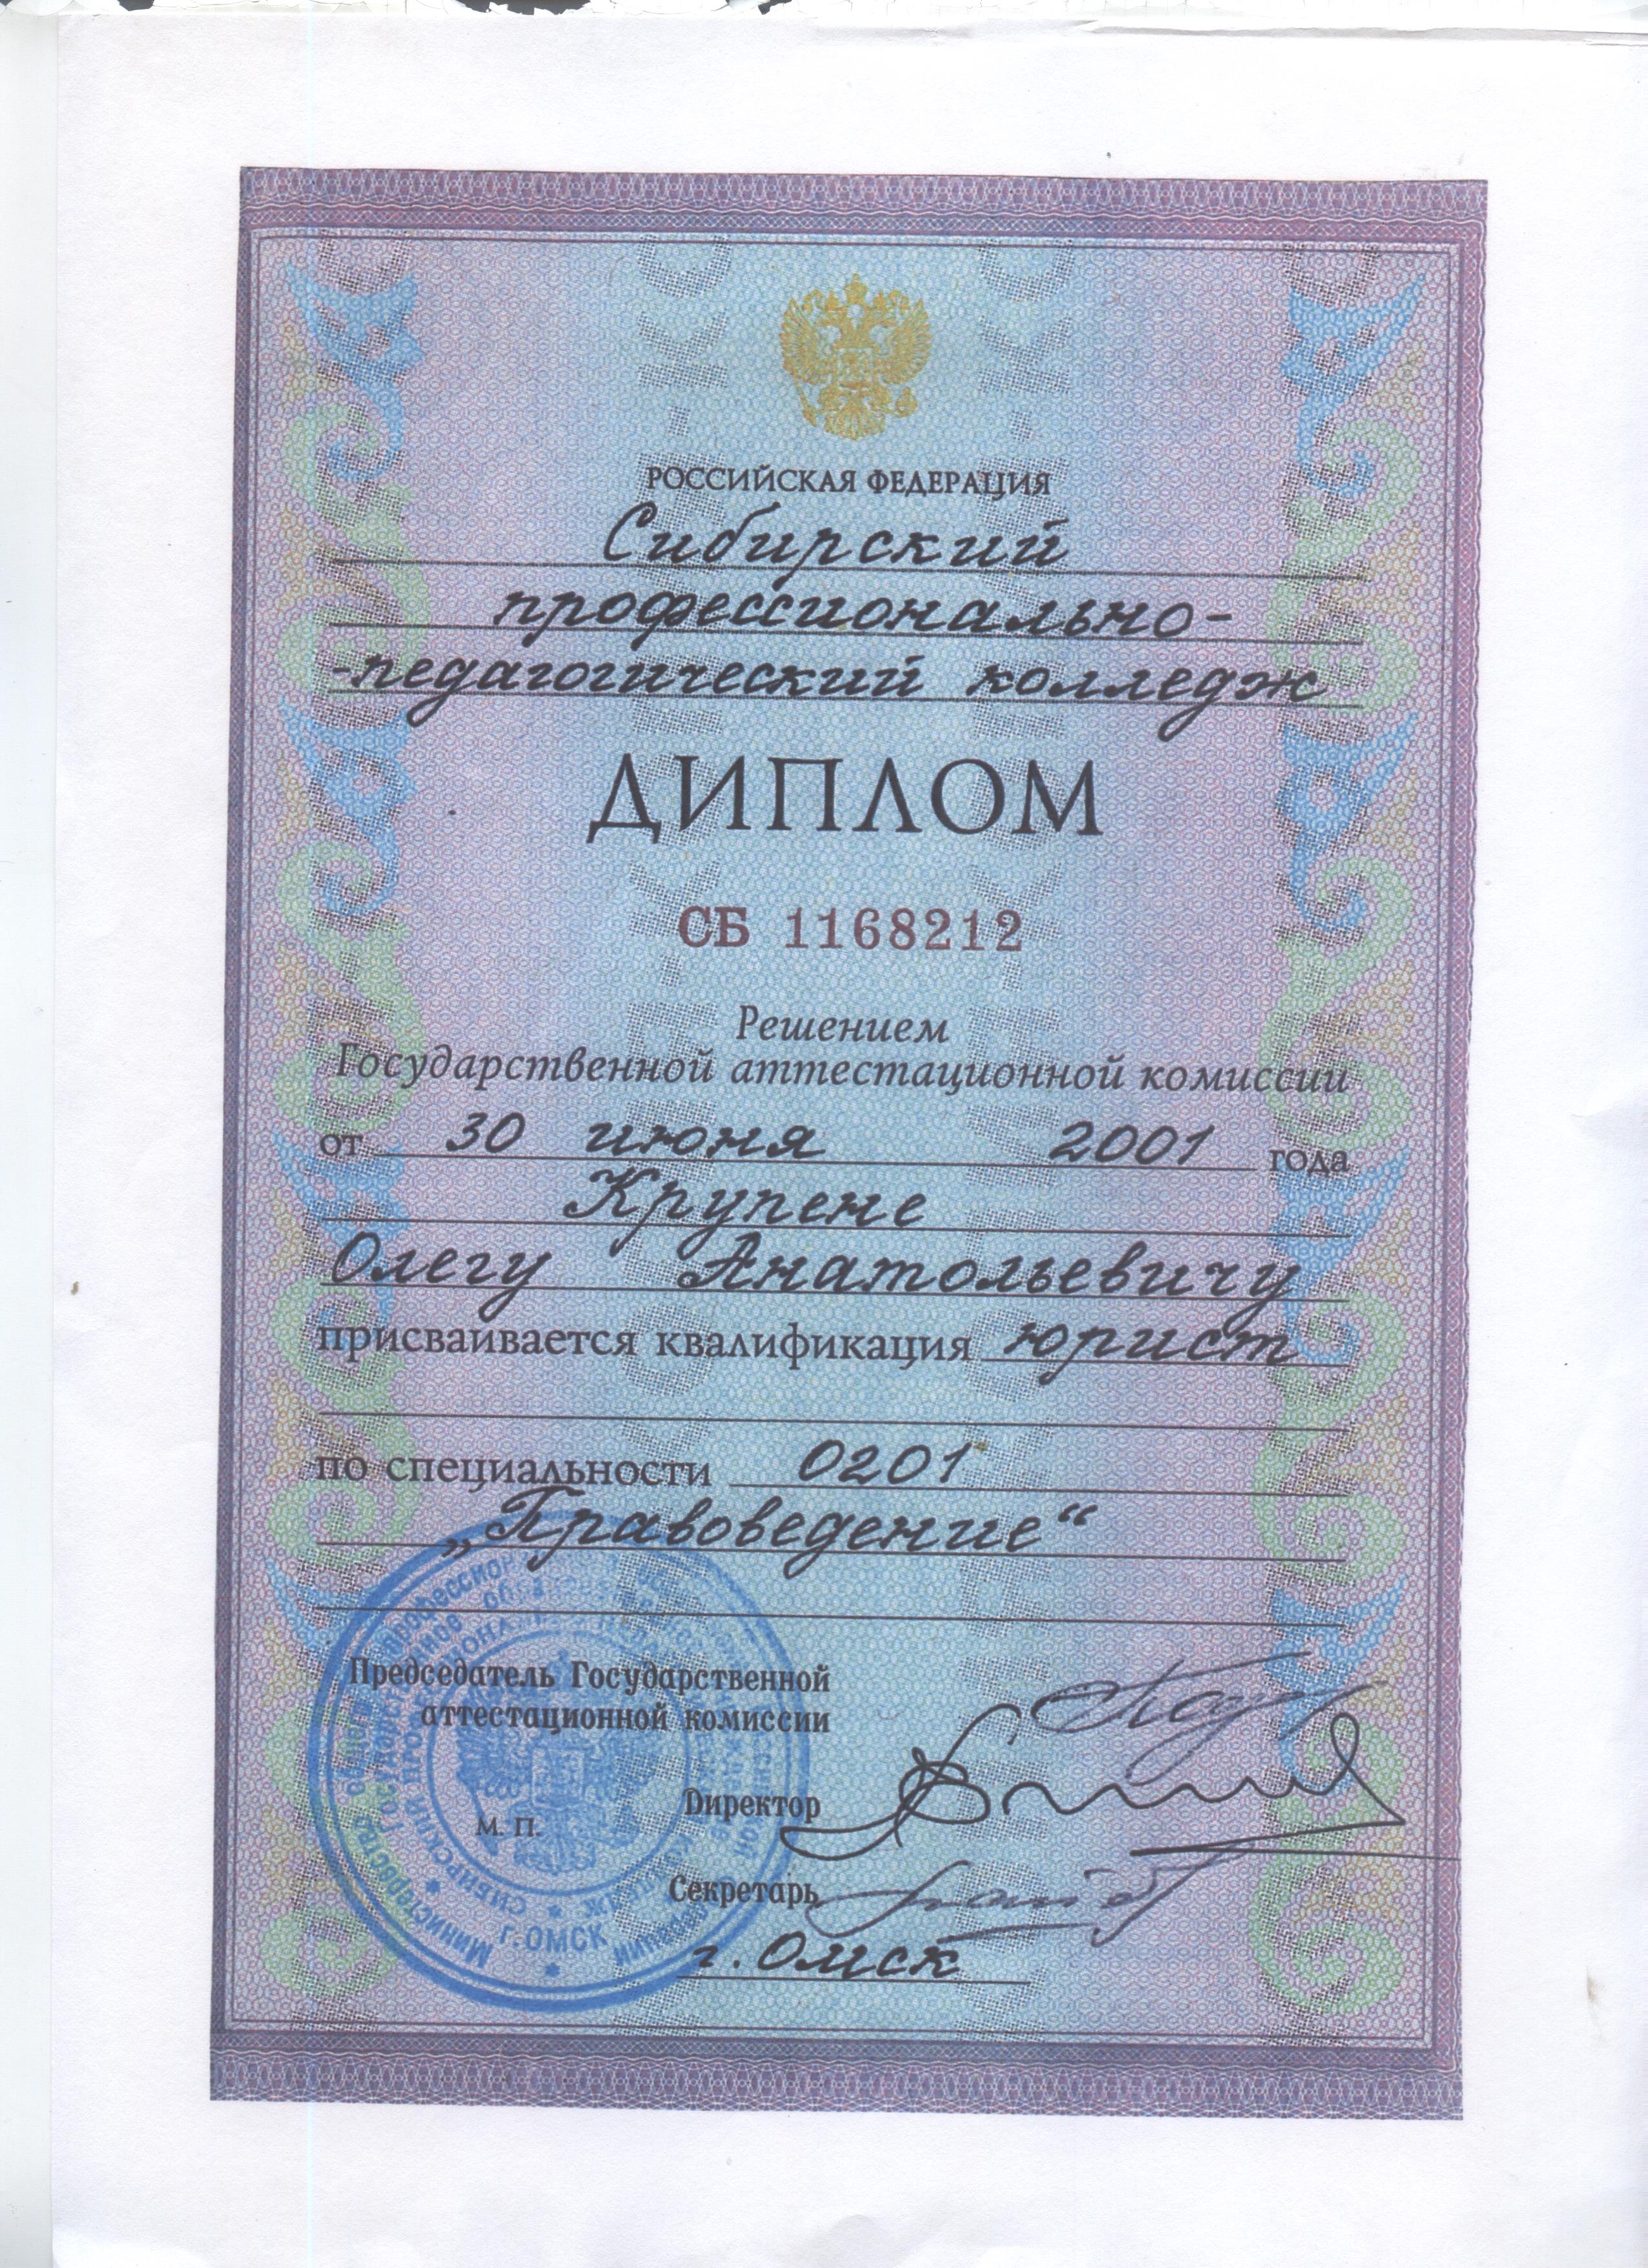 РОССИЙСКАЯ ФЕДЕРАЦИЯ
Сибирский
профессионально-
-педагогический колледж
ДИПЛОМ
СБ 1168212
Решением
Государственной аттестационной комиссии
от 30 июня 2001 года
Крупене
Олегу Анатольевичу
присваивается квалификация юрист
по специальности 0201
„Правоведение“
Председатель Государственной
аттестационной комиссии
Директор
М. П.
Секретарь
г. Омск
г. ОМСК